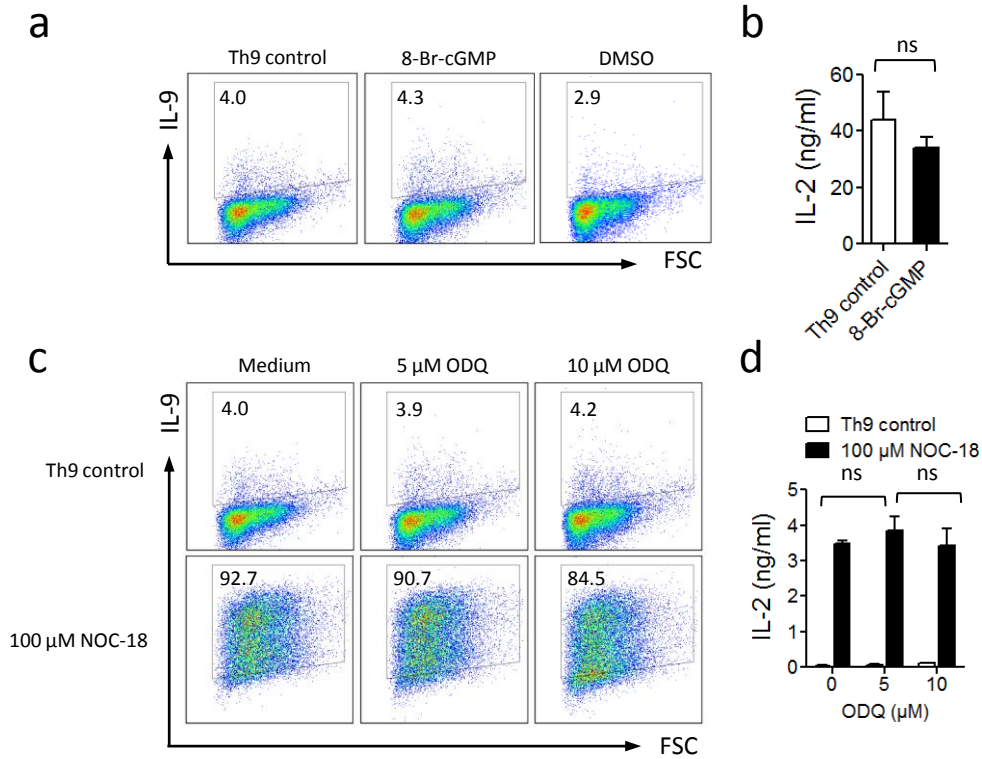 a
Th9 control 8-Br-cGMP DMSO
IL-9
4.0 4.3 2.9
FSC
b
ns
IL-2 (ng/ml)
60
40
20
0
Th9 control
8-Br-cGMP
c
Medium 5 µM ODQ 10 µM ODQ
IL-9
Th9 control
4.0 3.9 4.2
100 µM NOC-18
92.7 90.7 84.5
FSC
d
Th9 control
100 µM NOC-18
ns ns
IL-2 (ng/ml)
5
4
3
2
1
0
0 5 10
ODQ (µM)